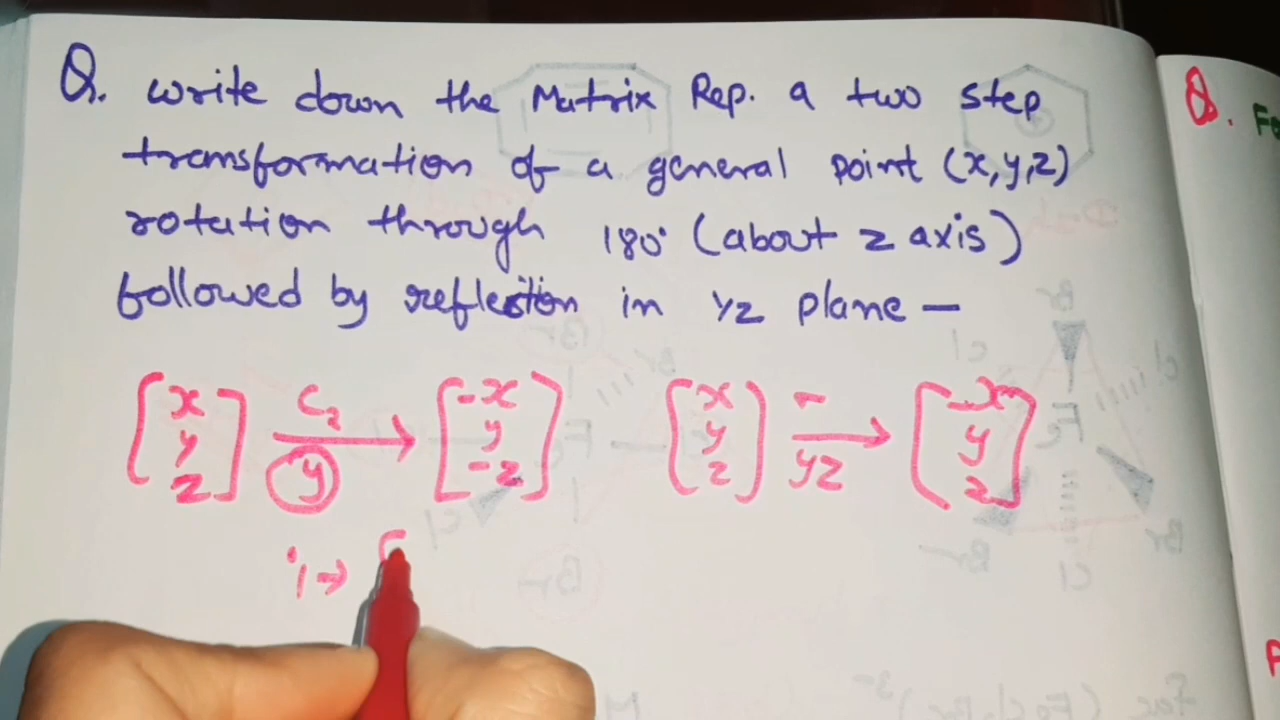 Q. write down the Matrix Rep. a two step
transformation of a general point (x,y,z)
rotation through 180° (about z axis)
followed by reflection in yz plane —
[x y z] C2 y → [-x y -z] [x y z] σ yz → [-x y z]
i →
Q. Fo